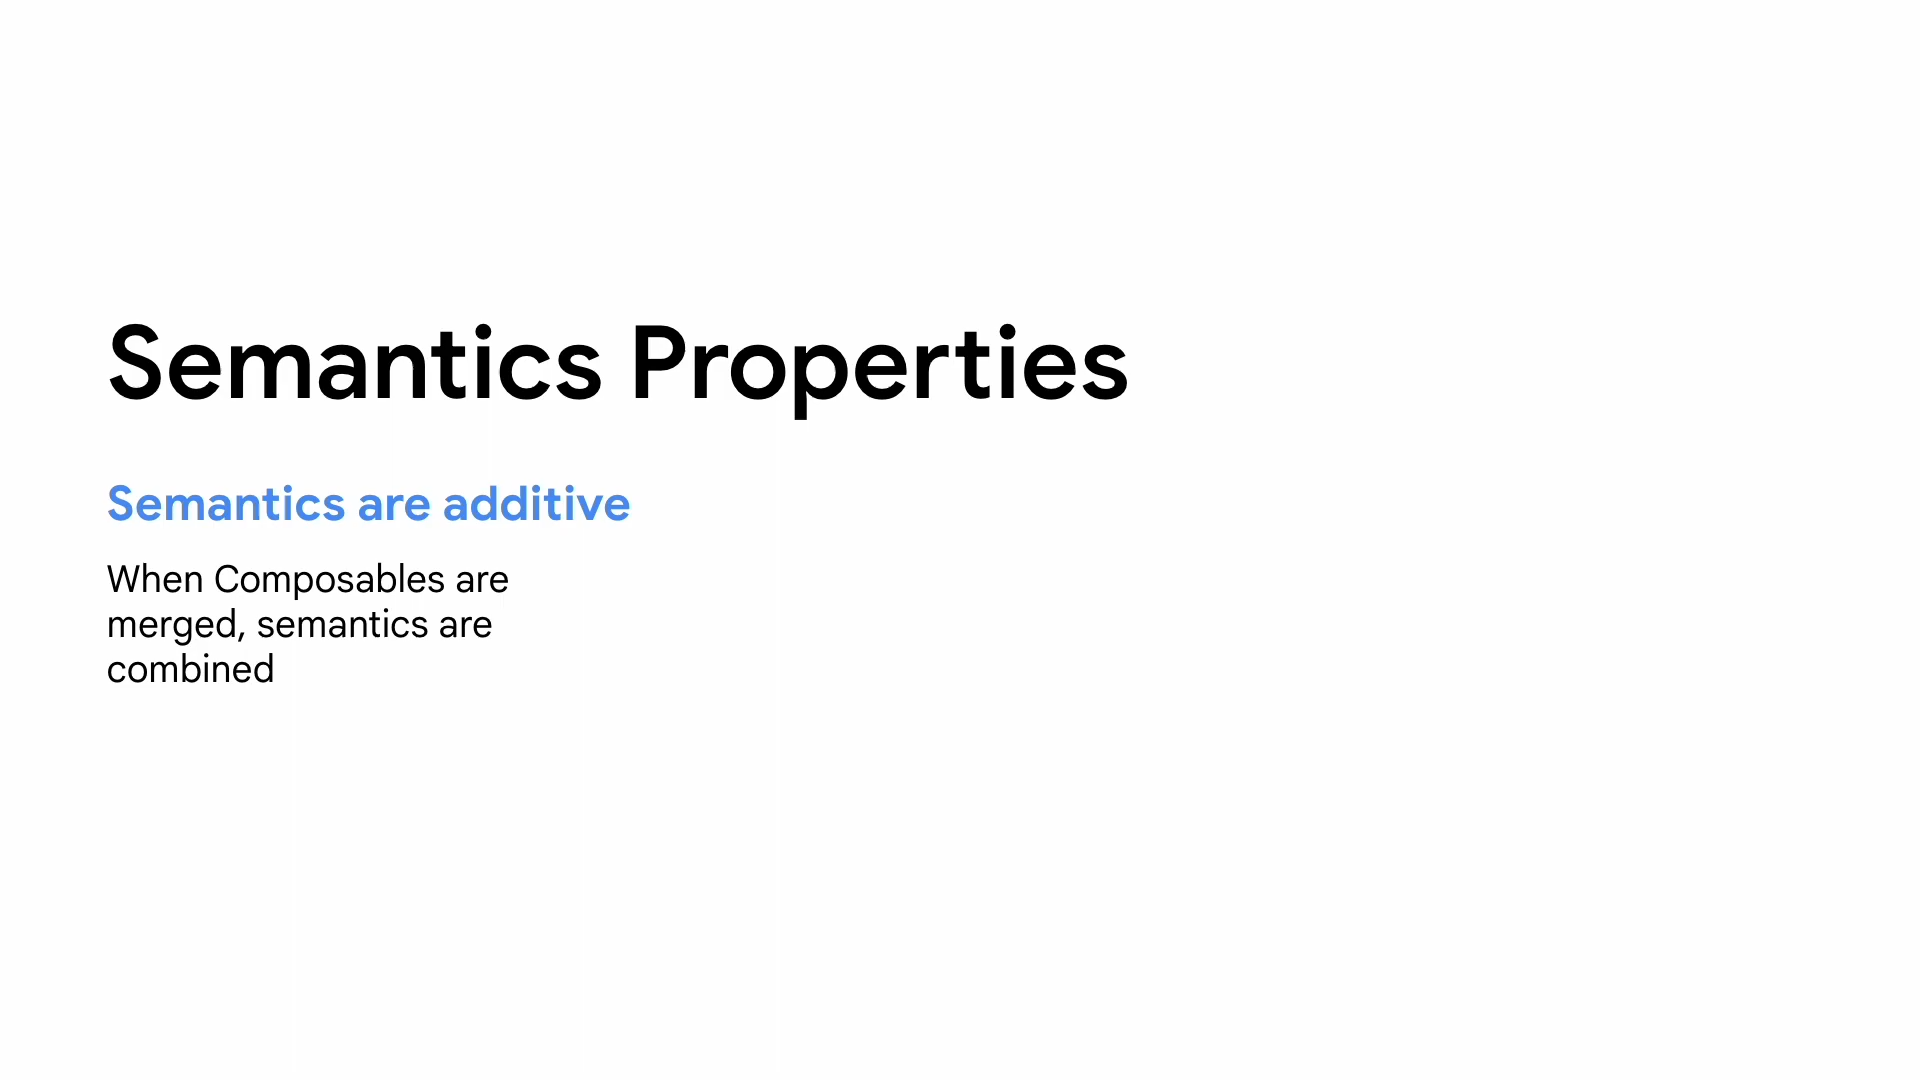 Semantics Properties
Semantics are additive
When Composables are
merged, semantics are
combined